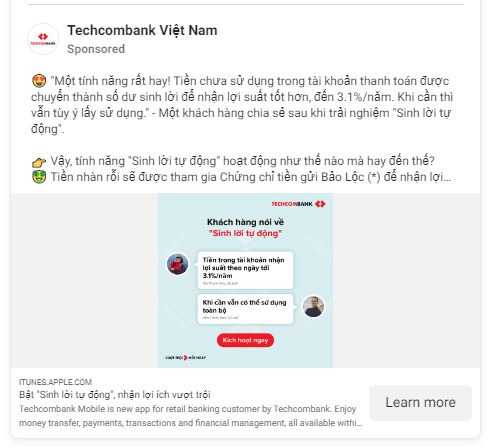 TECHCOMBANK
Techcombank Việt Nam
Sponsored
😍 "Một tính năng rất hay! Tiền chưa sử dụng trong tài khoản thanh toán được
chuyển thành số dư sinh lời để nhận lợi suất tốt hơn, đến 3.1%/năm. Khi cần thì
vẫn tùy ý lấy sử dụng." - Một khách hàng chia sẻ sau khi trải nghiệm "Sinh lời tự
động".
👉 Vậy, tính năng "Sinh lời tự động" hoạt động như thế nào mà hay đến thế?
🤑 Tiền nhàn rỗi sẽ được tham gia Chứng chỉ tiền gửi Bảo Lộc (*) để nhận lợi...
TECHCOMBANK
Khách hàng nói về
"Sinh lời tự động"
Tiền trong tài khoản nhận
lợi suất theo ngày tới
3.1%/năm
Khi cần vẫn có thể sử dụng
toàn bộ
Kích hoạt ngay
VƯỢT TRỘI MỖI NGÀY
ITUNES.APPLE.COM
Bật "Sinh lời tự động", nhận lợi ích vượt trội
Techcombank Mobile is new app for retail banking customer by Techcombank. Enjoy
money transfer, payments, transactions and financial management, all available withi...
Learn more